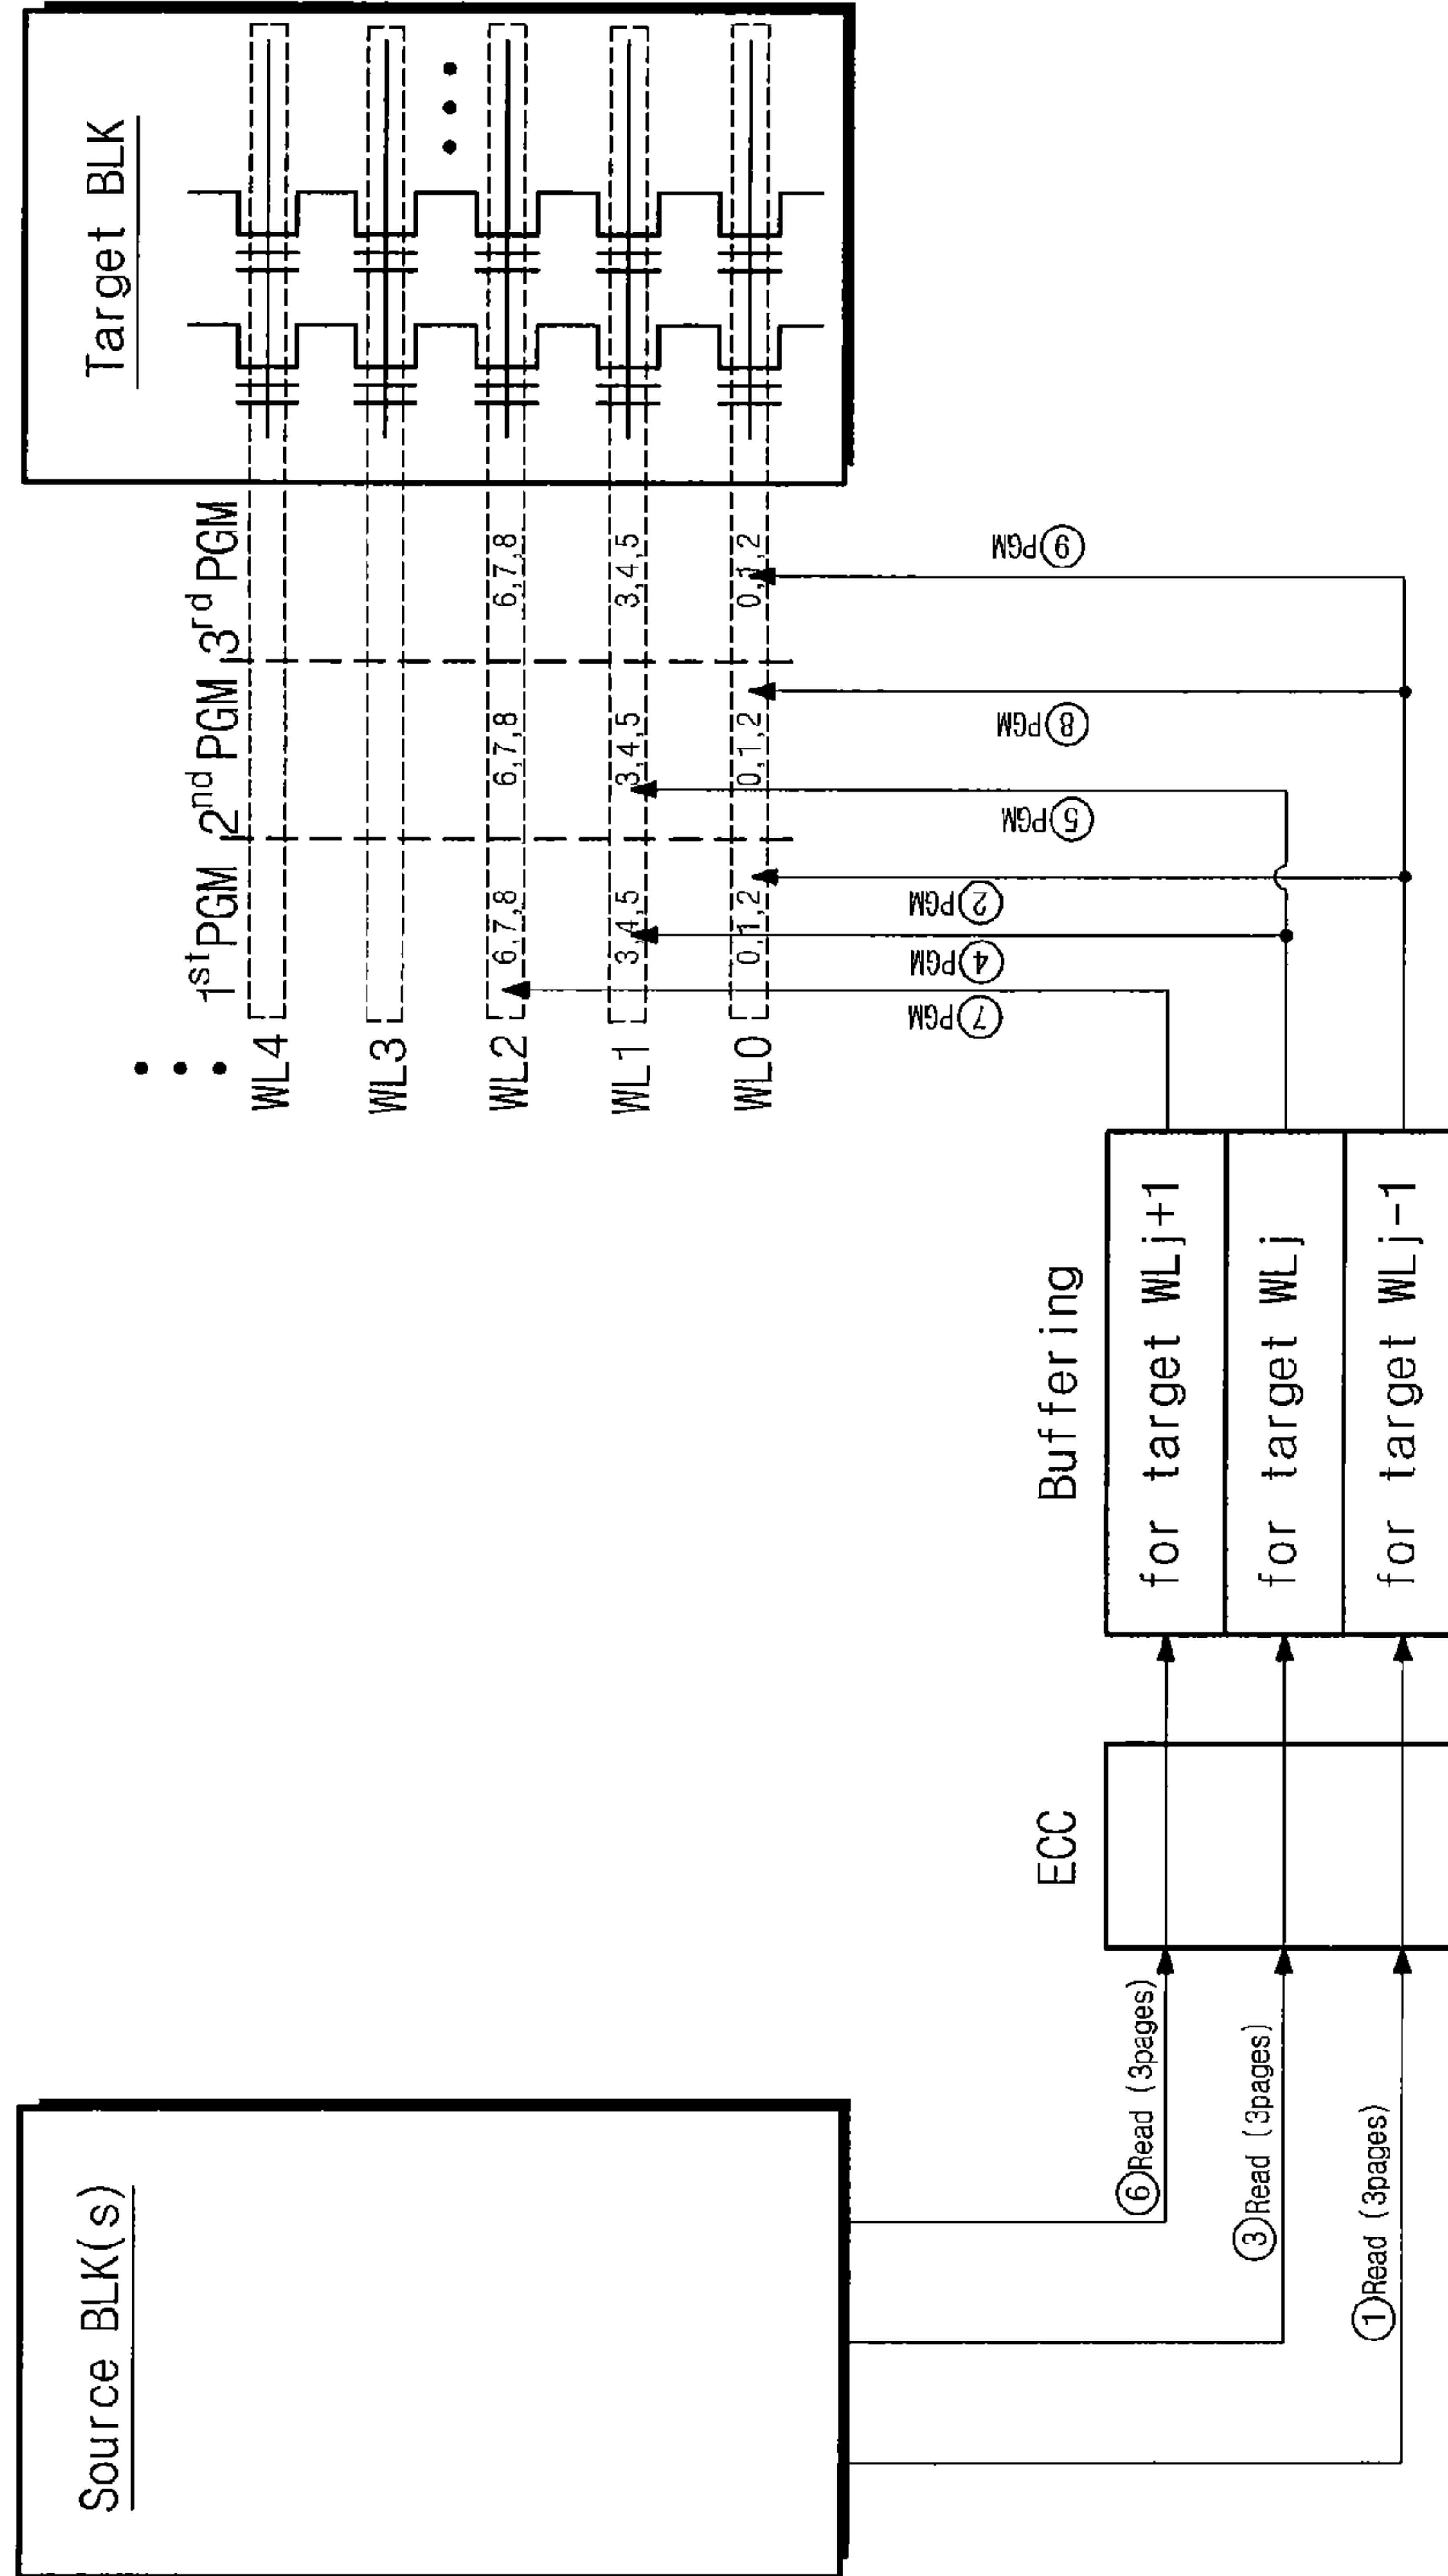 Source BLK(s)
Target BLK
1st PGM 2nd PGM 3rd PGM
WL4
WL3
WL2 6,7,8 6,7,8 6,7,8
WL1 3,4,5 3,4,5 3,4,5
WL0 0,1,2 0,1,2 0,1,2
⑦PGM
④PGM
②PGM
⑤PGM
⑧PGM
⑨PGM
ECC
Buffering
⑥Read (3pages)
for target WLj+1
③Read (3pages)
for target WLj
①Read (3pages)
for target WLj-1